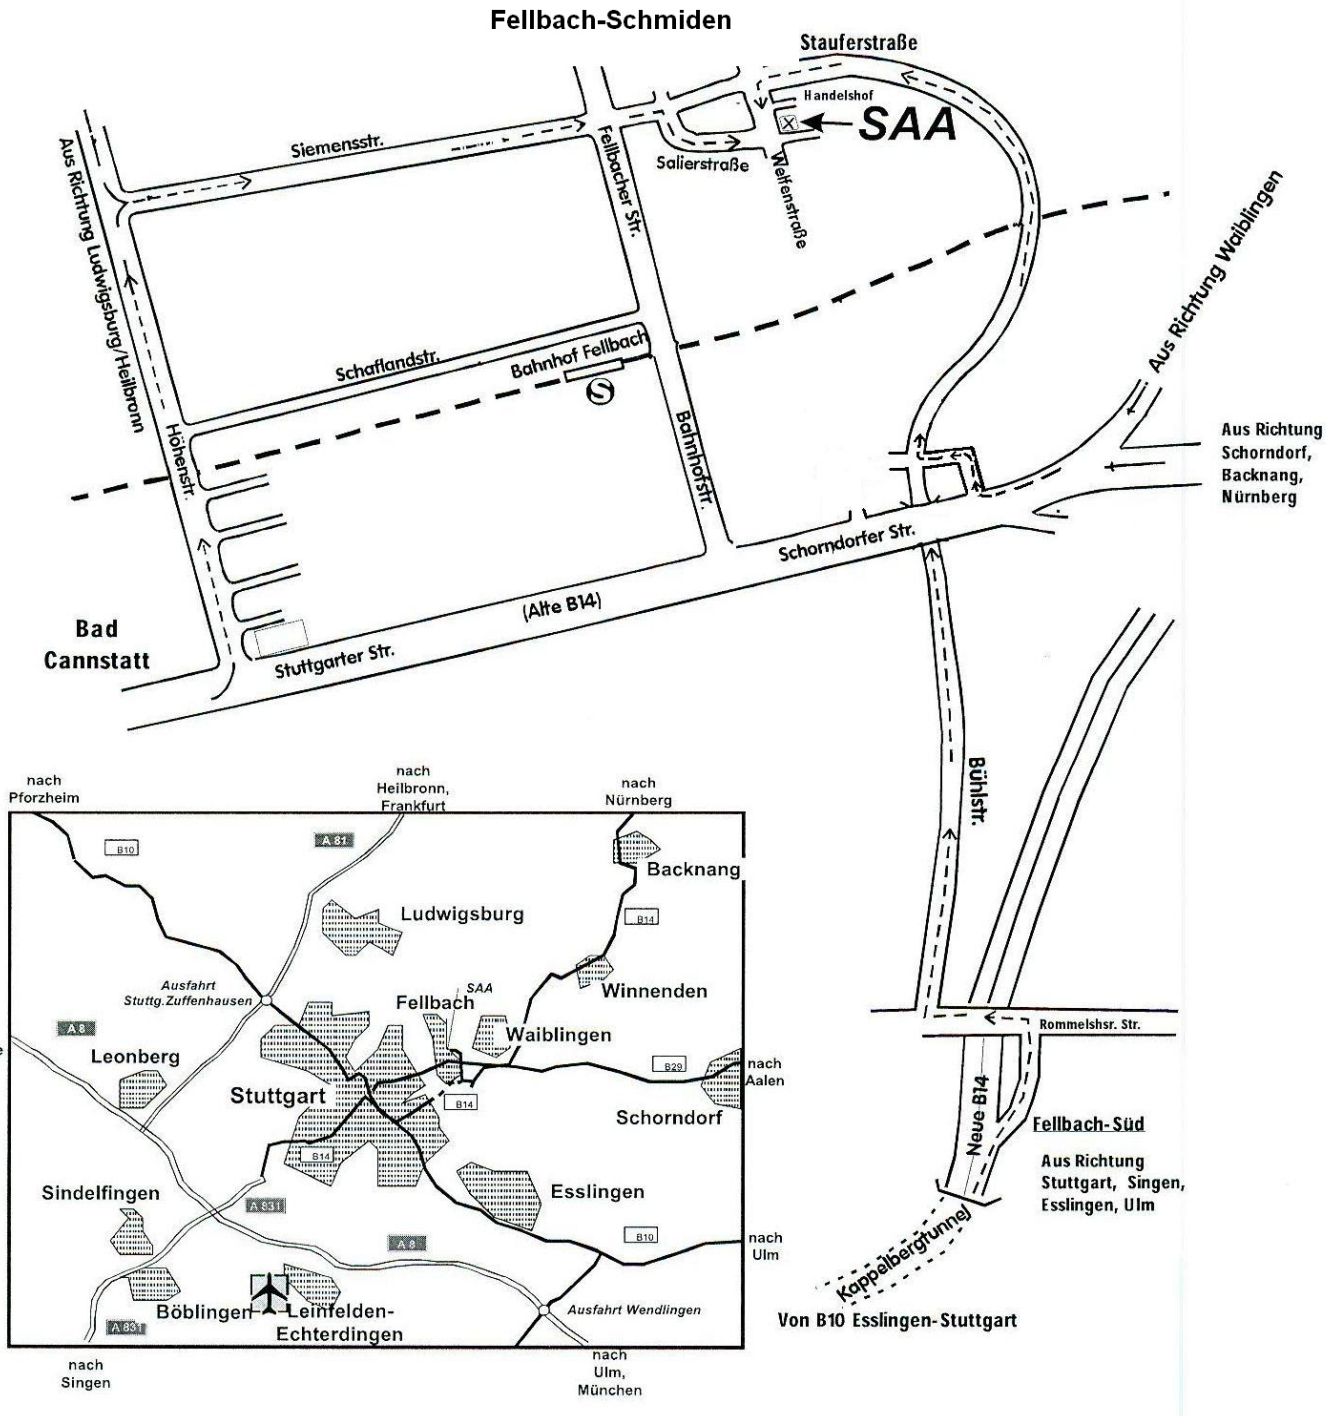 Fellbach-Schmiden
Stauferstraße
Handelshof
SAA
Siemensstr.
Fellbacher Str.
Salierstraße
Welfenstraße
Aus Richtung Ludwigsburg/Heilbronn
Aus Richtung Waiblingen
Schaflandstr.
Bahnhof Fellbach
S
Höhenstr.
Bahnhofstr.
Aus Richtung
Schorndorf,
Backnang,
Nürnberg
Schorndorfer Str.
(Alte B14)
Stuttgarter Str.
Bad
Cannstatt
Bühlstr.
Rommelshsr. Str.
Neue B14
Fellbach-Süd
Aus Richtung
Stuttgart, Singen,
Esslingen, Ulm
Kappelbergtunnel
Von B10 Esslingen-Stuttgart
nach
Pforzheim
nach
Heilbronn,
Frankfurt
nach
Nürnberg
B10
A 81
Backnang
Ludwigsburg
B14
Ausfahrt
Stuttg.Zuffenhausen
SAA
Fellbach
Winnenden
A 8
Waiblingen
Leonberg
B29
nach
Aalen
Stuttgart
B14
Schorndorf
B14
Sindelfingen
A 831
Esslingen
A 8
B10
nach
Ulm
Böblingen
Leinfelden-
Echterdingen
Ausfahrt Wendlingen
A 831
nach
Singen
nach
Ulm,
München